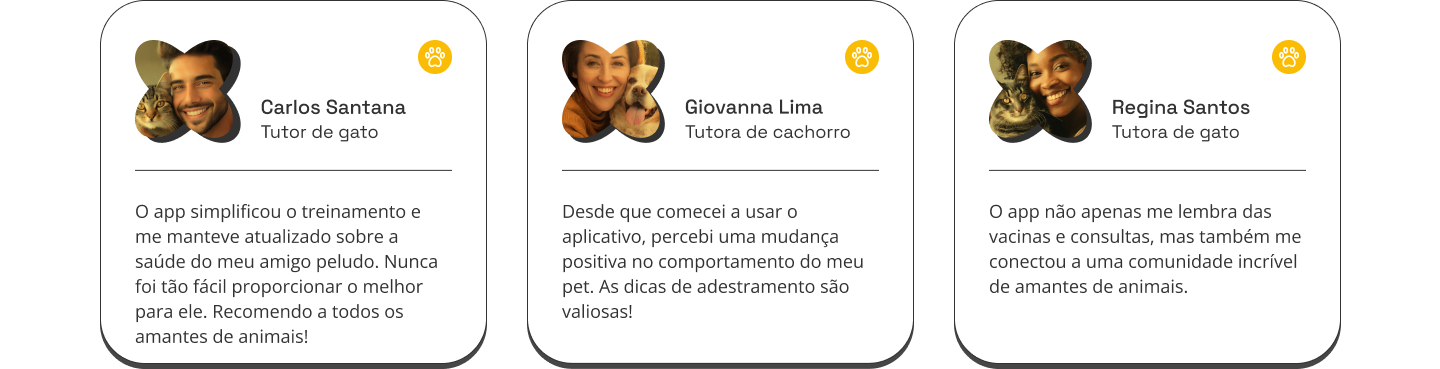 Carlos Santana
Tutor de gato
O app simplificou o treinamento e
me manteve atualizado sobre a
saúde do meu amigo peludo. Nunca
foi tão fácil proporcionar o melhor
para ele. Recomendo a todos os
amantes de animais!
Giovanna Lima
Tutora de cachorro
Desde que comecei a usar o
aplicativo, percebi uma mudança
positiva no comportamento do meu
pet. As dicas de adestramento são
valiosas!
Regina Santos
Tutora de gato
O app não apenas me lembra das
vacinas e consultas, mas também me
conectou a uma comunidade incrível
de amantes de animais.